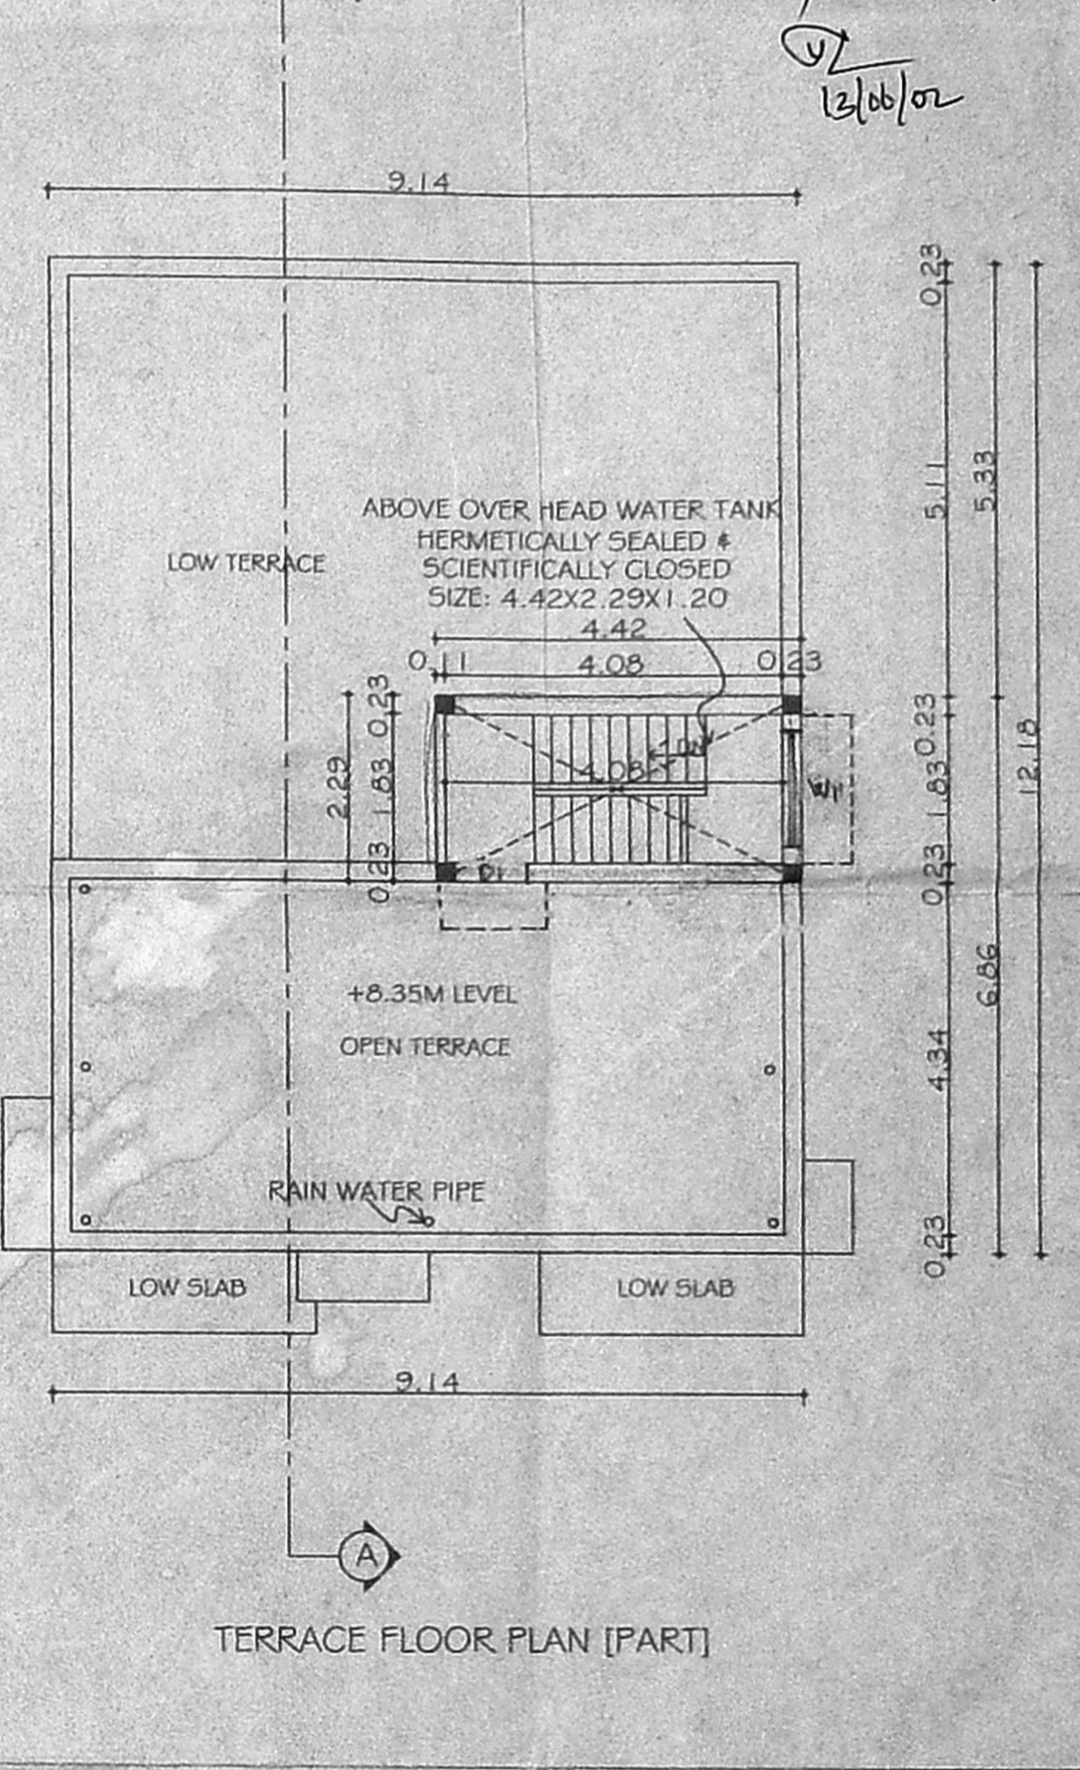 13/06/02
9.14
0.23
5.11
5.33
ABOVE OVER HEAD WATER TANK
HERMETICALLY SEALED &
SCIENTIFICALLY CLOSED
SIZE: 4.42X2.29X1.20
LOW TERRACE
4.42
0.11 4.08 0.23
0.23
1.83
0.23
2.29
4.08
W1
D1
0.23
1.83
0.23
12.18
+8.35M LEVEL
OPEN TERRACE
6.86
4.34
RAIN WATER PIPE
0.23
LOW SLAB LOW SLAB
9.14
A
TERRACE FLOOR PLAN [PART]